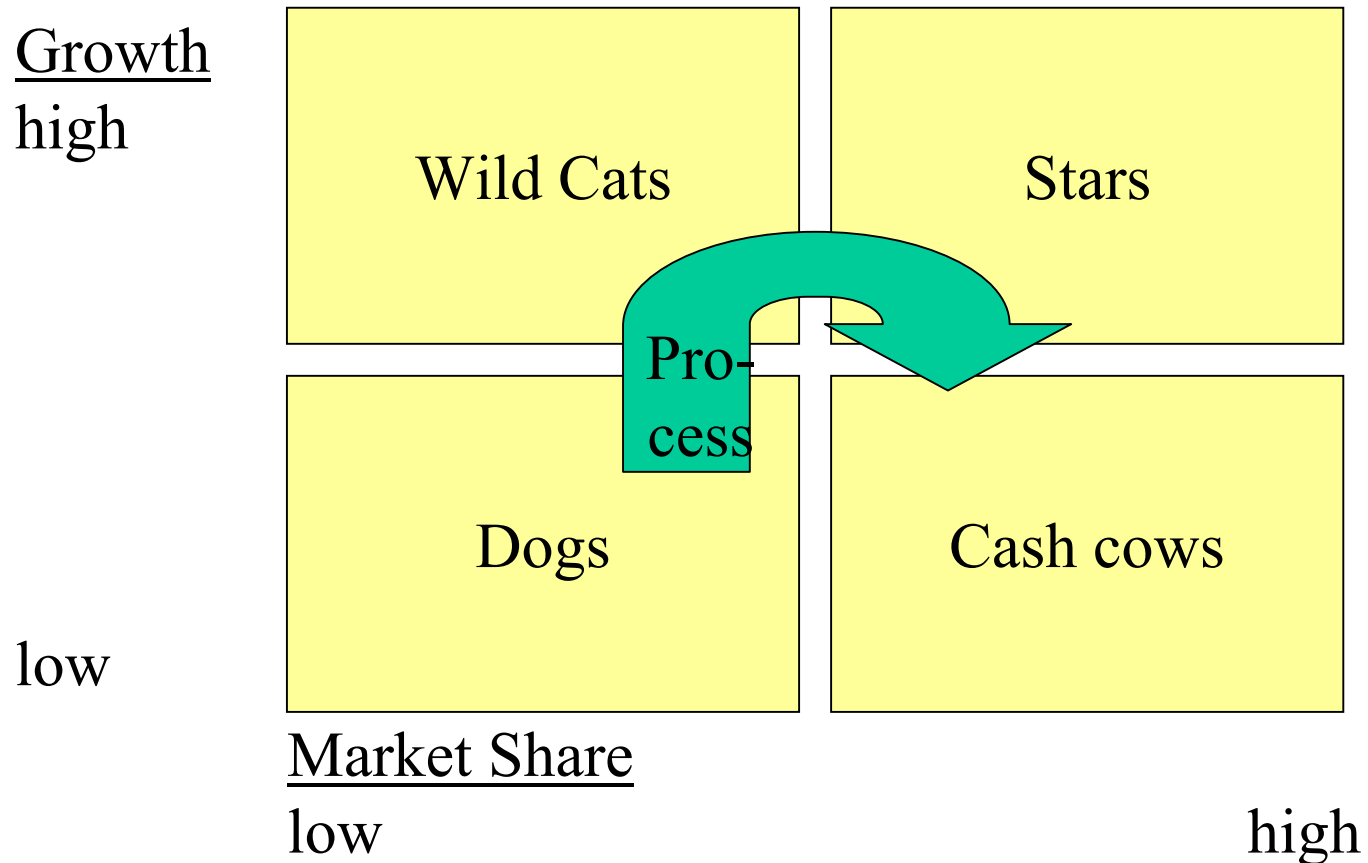 Growth
high
Wild Cats
Stars
Pro-
cess
Dogs
Cash cows
low
Market Share
low
high